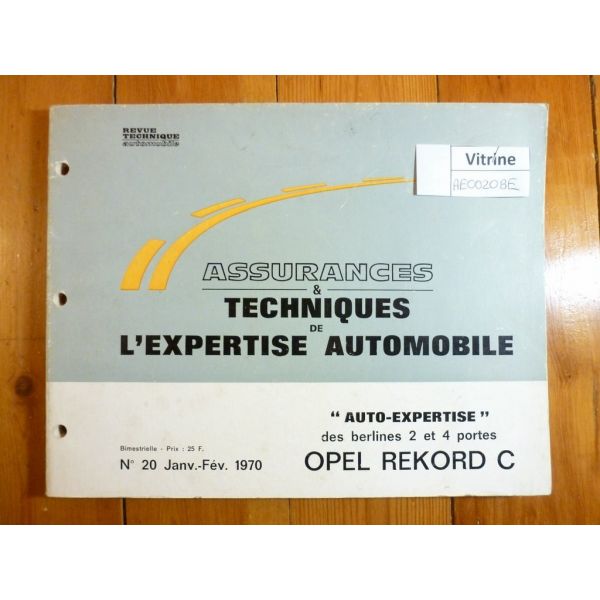 REVUE
TECHNIQUE
automobile
Vitrine
AE0020BE
ASSURANCES
&
TECHNIQUES
DE
L'EXPERTISE AUTOMOBILE
" AUTO-EXPERTISE "
des berlines 2 et 4 portes
OPEL REKORD C
Bimestrielle - Prix : 25 F.
N° 20 Janv.-Fév. 1970